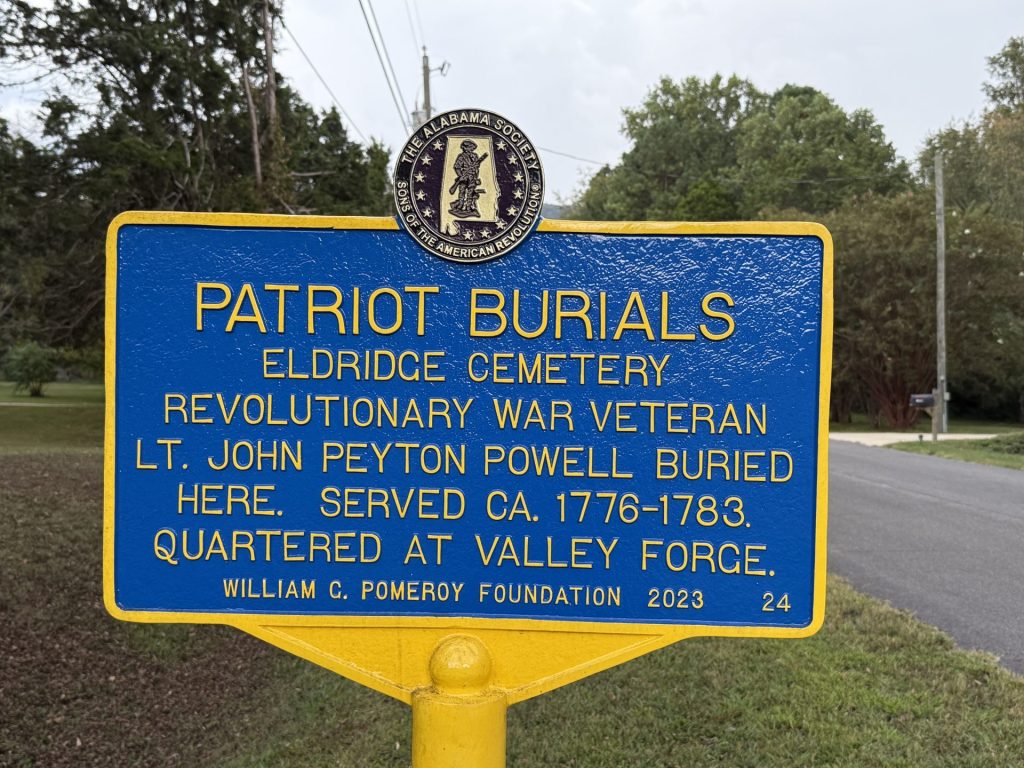 THE ALABAMA SOCIETY
SONS OF THE AMERICAN REVOLUTION®
PATRIOT BURIALS
ELDRIDGE CEMETERY
REVOLUTIONARY WAR VETERAN
LT. JOHN PEYTON POWELL BURIED
HERE. SERVED CA. 1776-1783.
QUARTERED AT VALLEY FORGE.
WILLIAM G. POMEROY FOUNDATION 2023 24